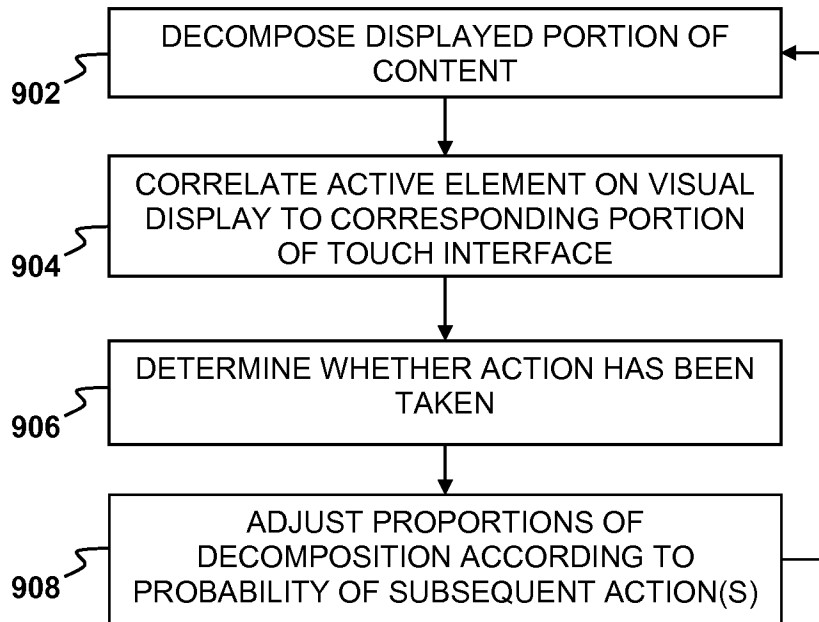 DECOMPOSE DISPLAYED PORTION OF
CONTENT
902
CORRELATE ACTIVE ELEMENT ON VISUAL
DISPLAY TO CORRESPONDING PORTION
OF TOUCH INTERFACE
904
DETERMINE WHETHER ACTION HAS BEEN
TAKEN
906
ADJUST PROPORTIONS OF
DECOMPOSITION ACCORDING TO
PROBABILITY OF SUBSEQUENT ACTION(S)
908